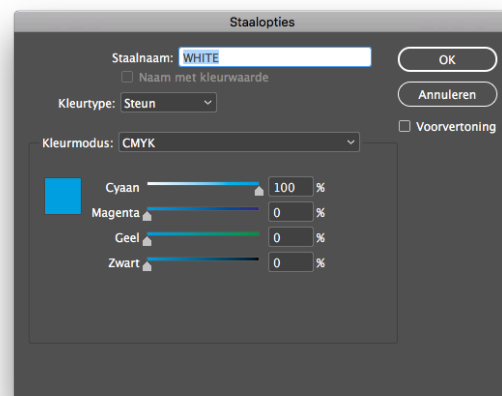 Staalopties
Staalnaam: WHITE
Naam met kleurwaarde
Kleurtype: Steun
Kleurmodus: CMYK
Cyaan 100 %
Magenta 0 %
Geel 0 %
Zwart 0 %
OK
Annuleren
Voorvertoning